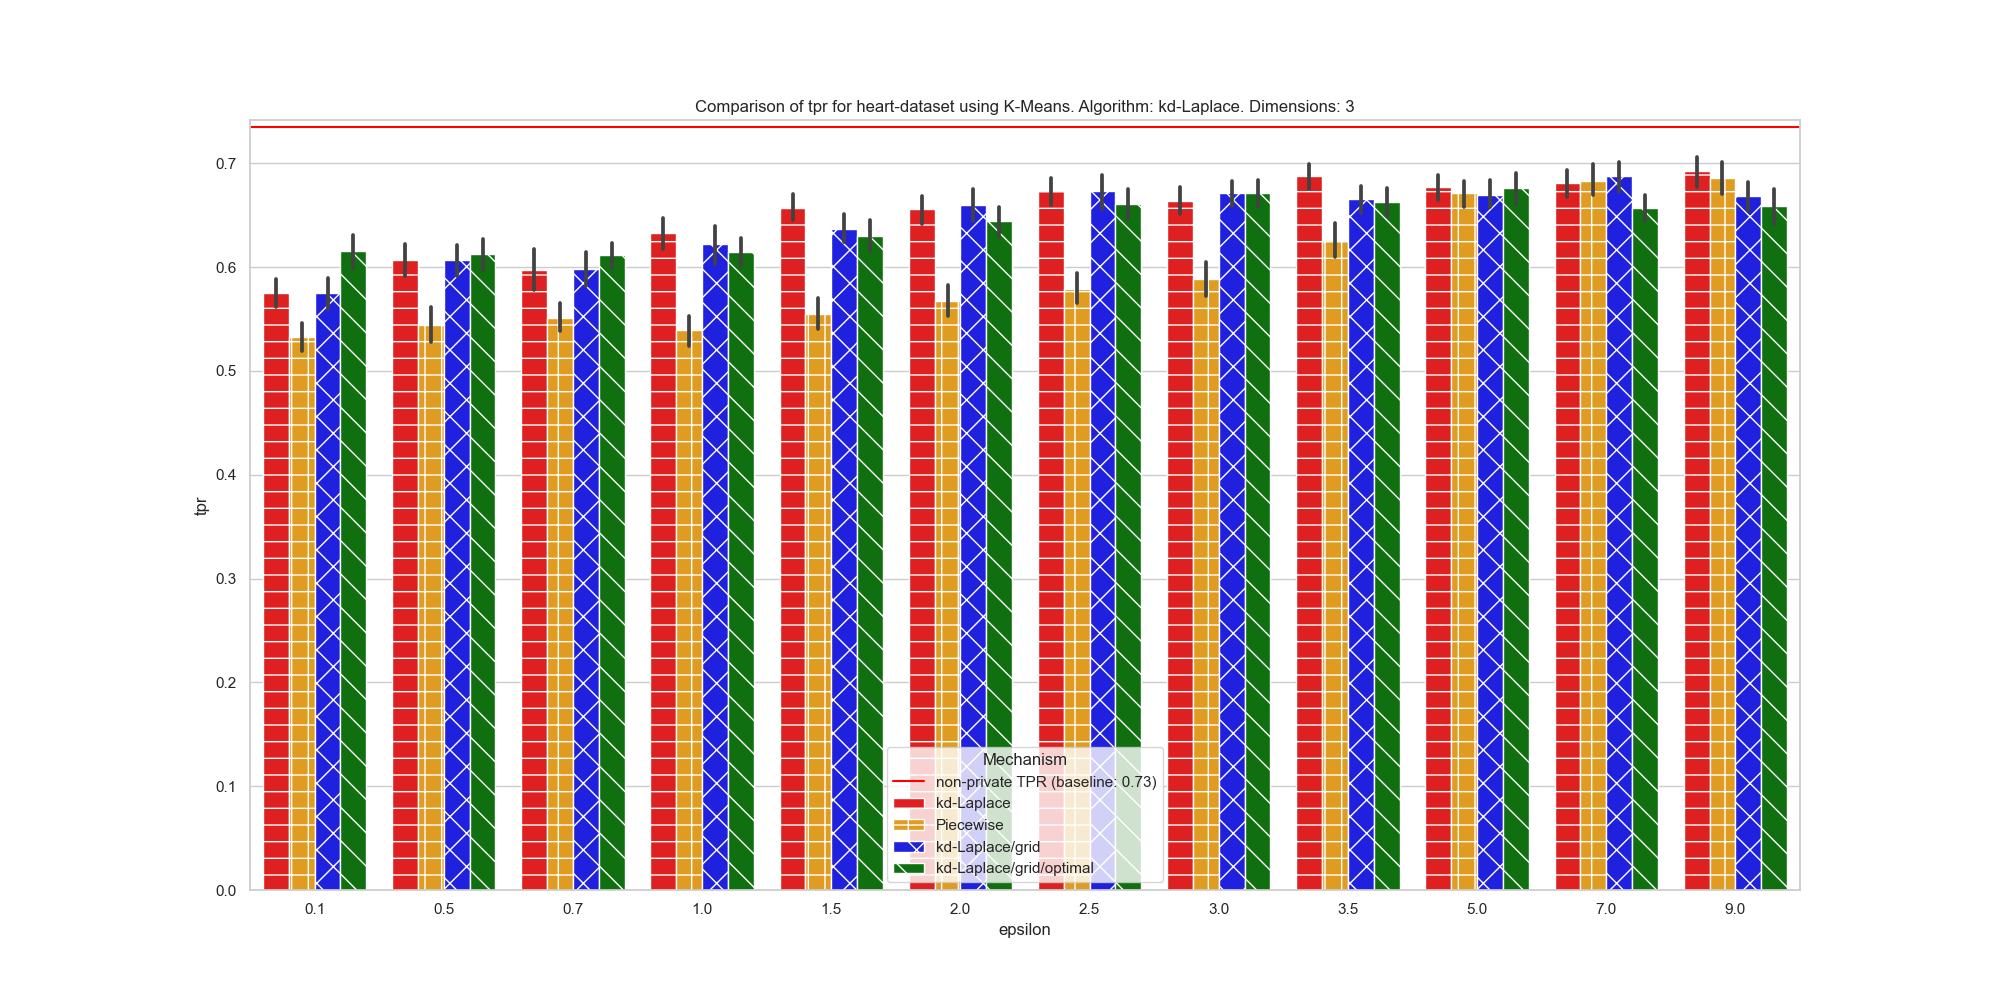 Comparison of tpr for heart-dataset using K-Means. Algorithm: kd-Laplace. Dimensions: 3
0.7
0.6
0.5
0.4
0.3
0.2
0.1
0.0
tpr
Mechanism
non-private TPR (baseline: 0.73)
kd-Laplace
Piecewise
kd-Laplace/grid
kd-Laplace/grid/optimal
0.1 0.5 0.7 1.0 1.5 2.0 2.5 3.0 3.5 5.0 7.0 9.0
epsilon